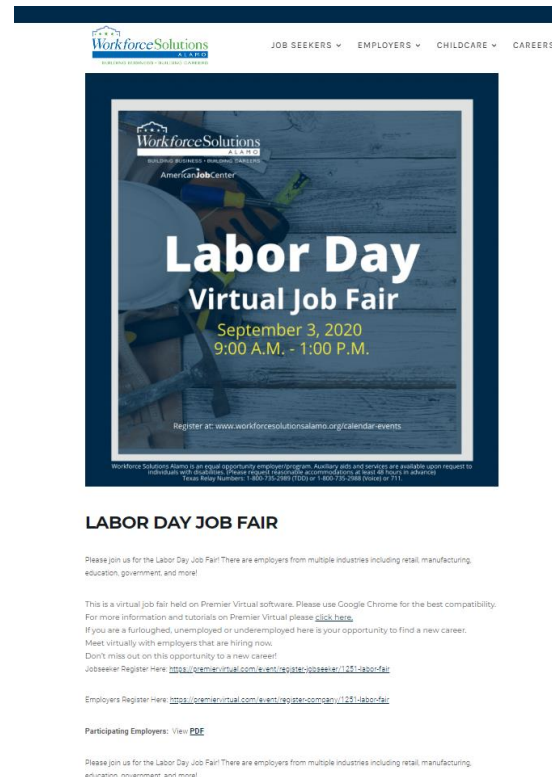 WorkforceSolutions
ALAMO
BUILDING BUSINESS • BUILDING CAREERS
JOB SEEKERS EMPLOYERS CHILDCARE CAREERS
WorkforceSolutions
ALAMO
BUILDING BUSINESS • BUILDING CAREERS
AmericanJobCenter
Labor Day
Virtual Job Fair
September 3, 2020
9:00 A.M. - 1:00 P.M.
Register at: www.workforcesolutionsalamo.org/calendar-events
Workforce Solutions Alamo is an equal opportunity employer/program. Auxiliary aids and services are available upon request to
individuals with disabilities. (Please request reasonable accommodations at least 48 hours in advance)
Texas Relay Numbers: 1-800-735-2989 (TDD) or 1-800-735-2988 (Voice) or 711.
LABOR DAY JOB FAIR
Please join us for the Labor Day Job Fair! There are employers from multiple industries including retail, manufacturing,
education, government, and more!
This is a virtual job fair held on Premier Virtual software. Please use Google Chrome for the best compatibility.
For more information and tutorials on Premier Virtual please click here.
If you are a furloughed, unemployed or underemployed here is your opportunity to find a new career.
Meet virtually with employers that are hiring now.
Don't miss out on this opportunity to a new career!
Jobseeker Register Here: https://premiervirtual.com/event/register-jobseeker/1251-labor-fair
Employers Register Here: https://premiervirtual.com/event/register-company/1251-labor-fair
Participating Employers: View PDF
Please join us for the Labor Day Job Fair! There are employers from multiple industries including retail, manufacturing,
education, government, and more!